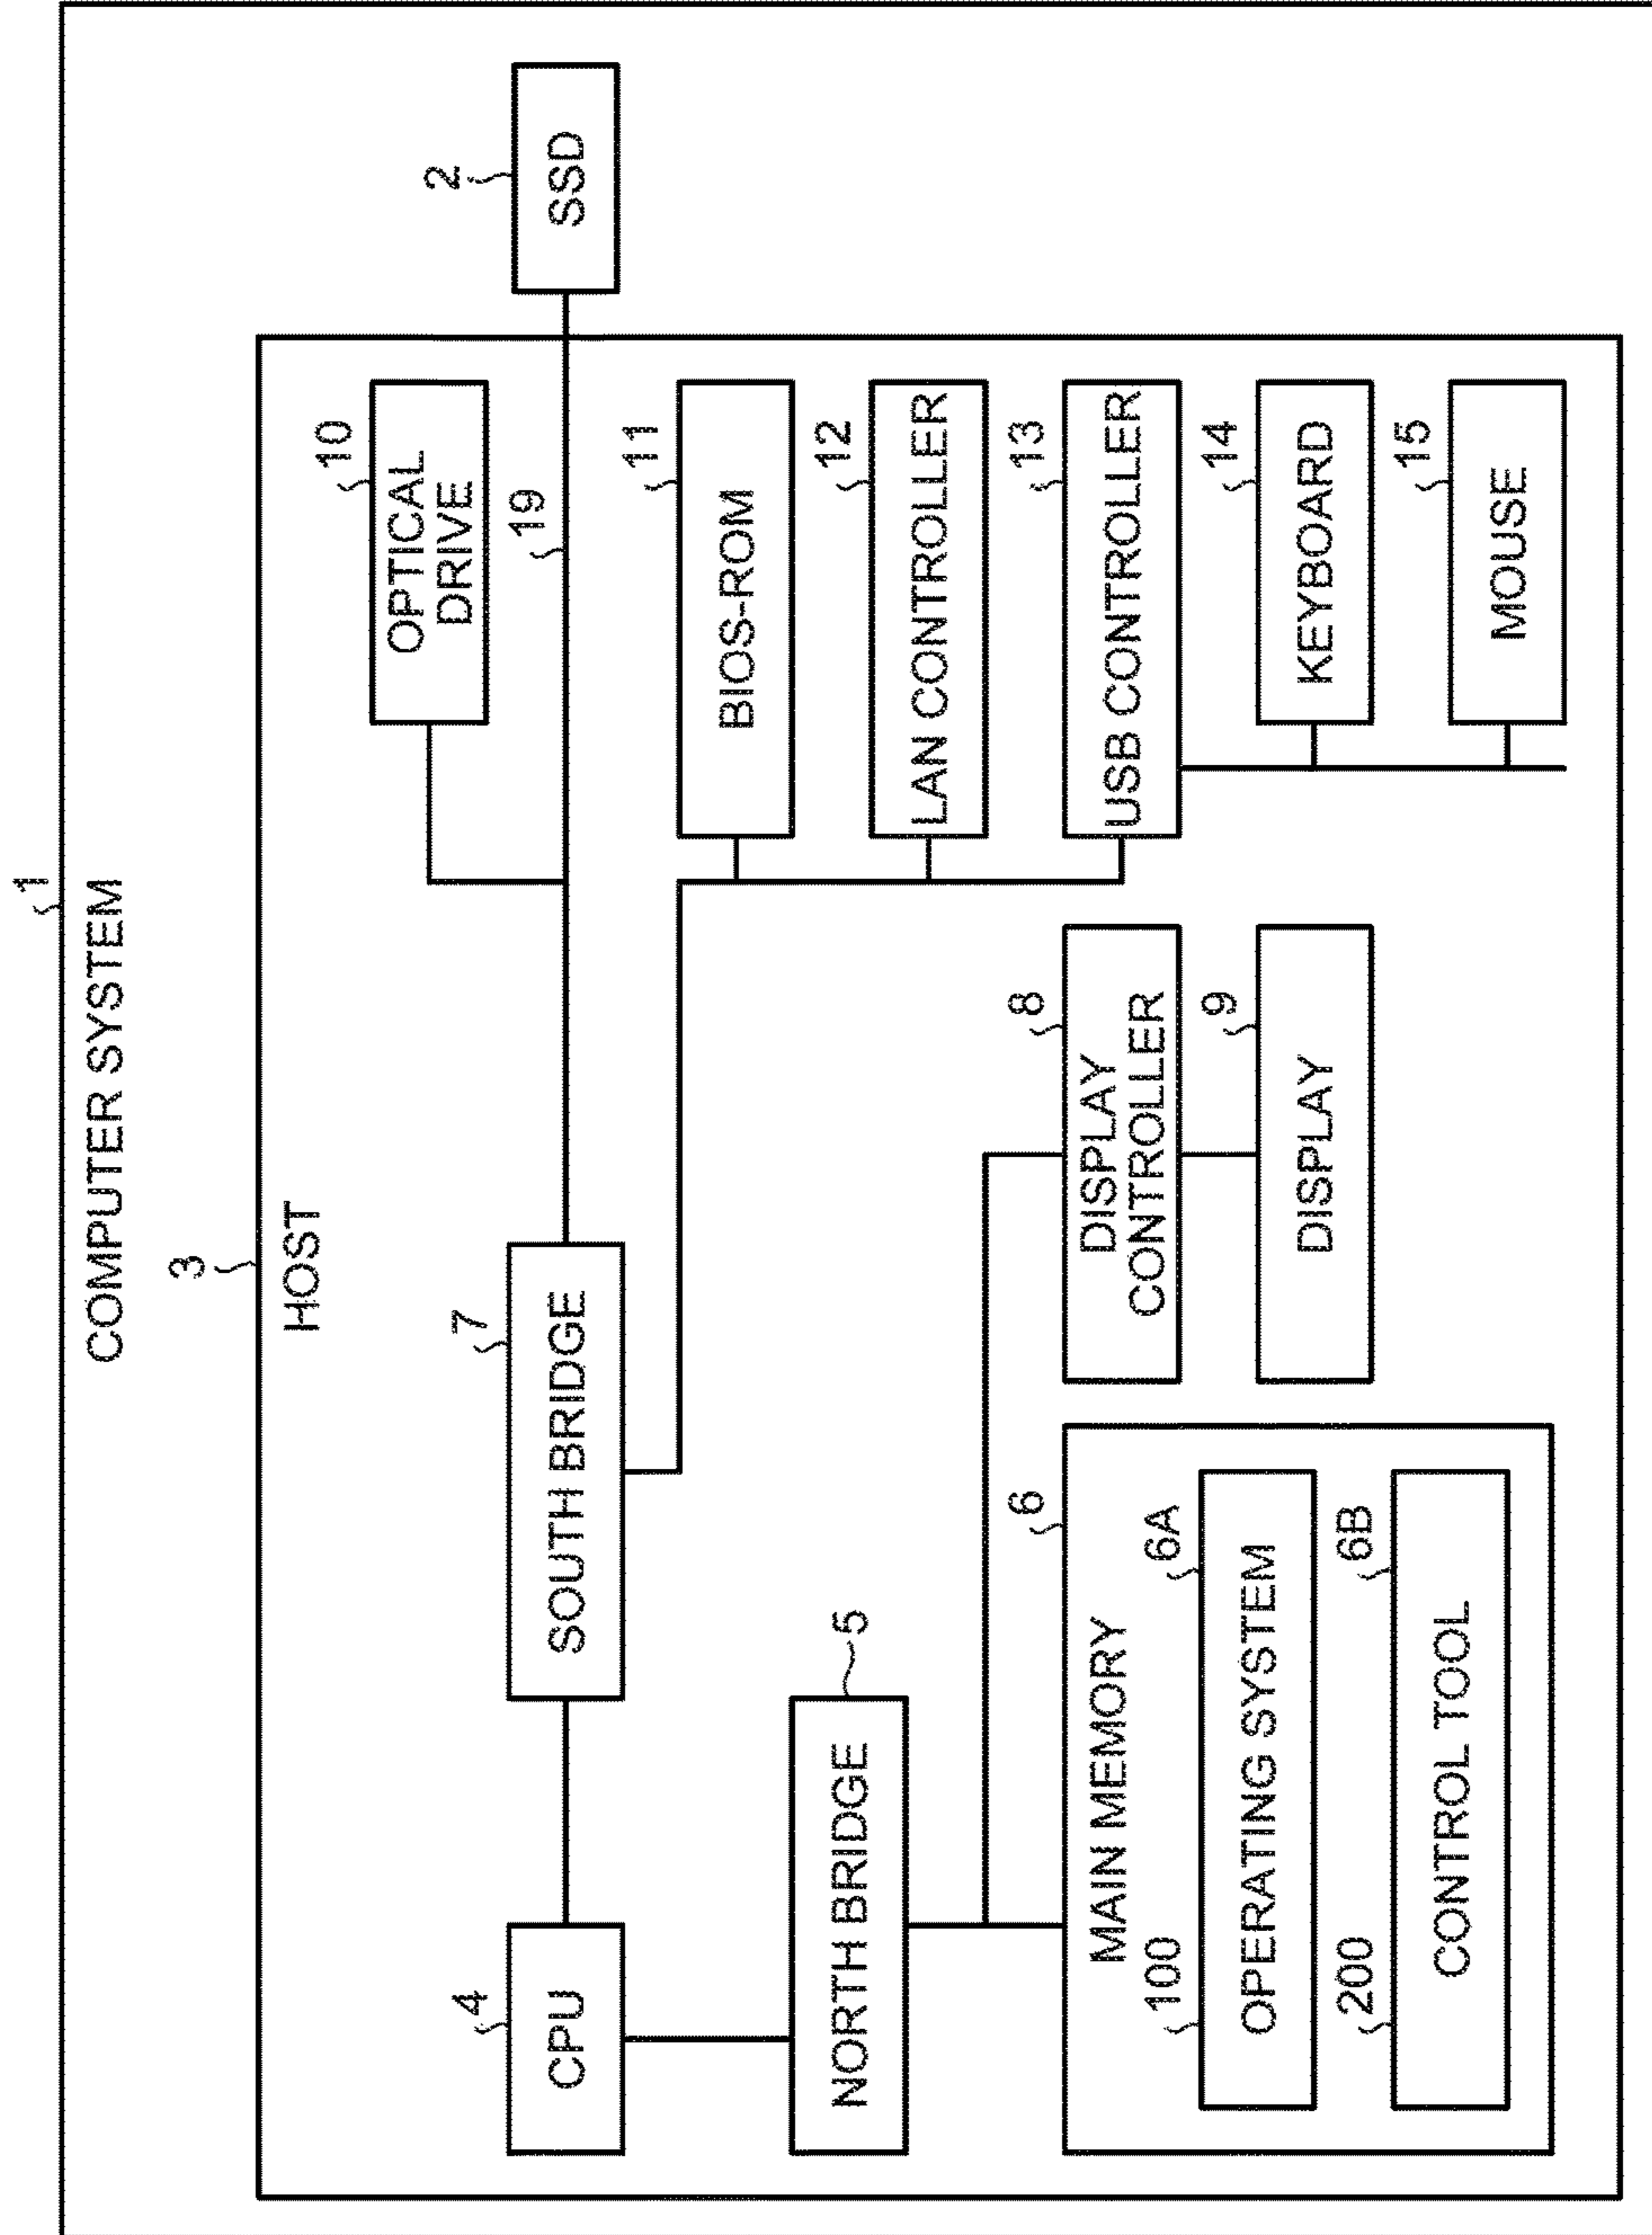 1
COMPUTER SYSTEM
3
HOST
4
CPU
7
SOUTH BRIDGE
10
OPTICAL
DRIVE
19
2
SSD
5
NORTH BRIDGE
11
BIOS-ROM
12
LAN CONTROLLER
6
MAIN MEMORY
8
DISPLAY
CONTROLLER
13
USB CONTROLLER
100
6A
OPERATING SYSTEM
9
DISPLAY
14
KEYBOARD
200
6B
CONTROL TOOL
15
MOUSE